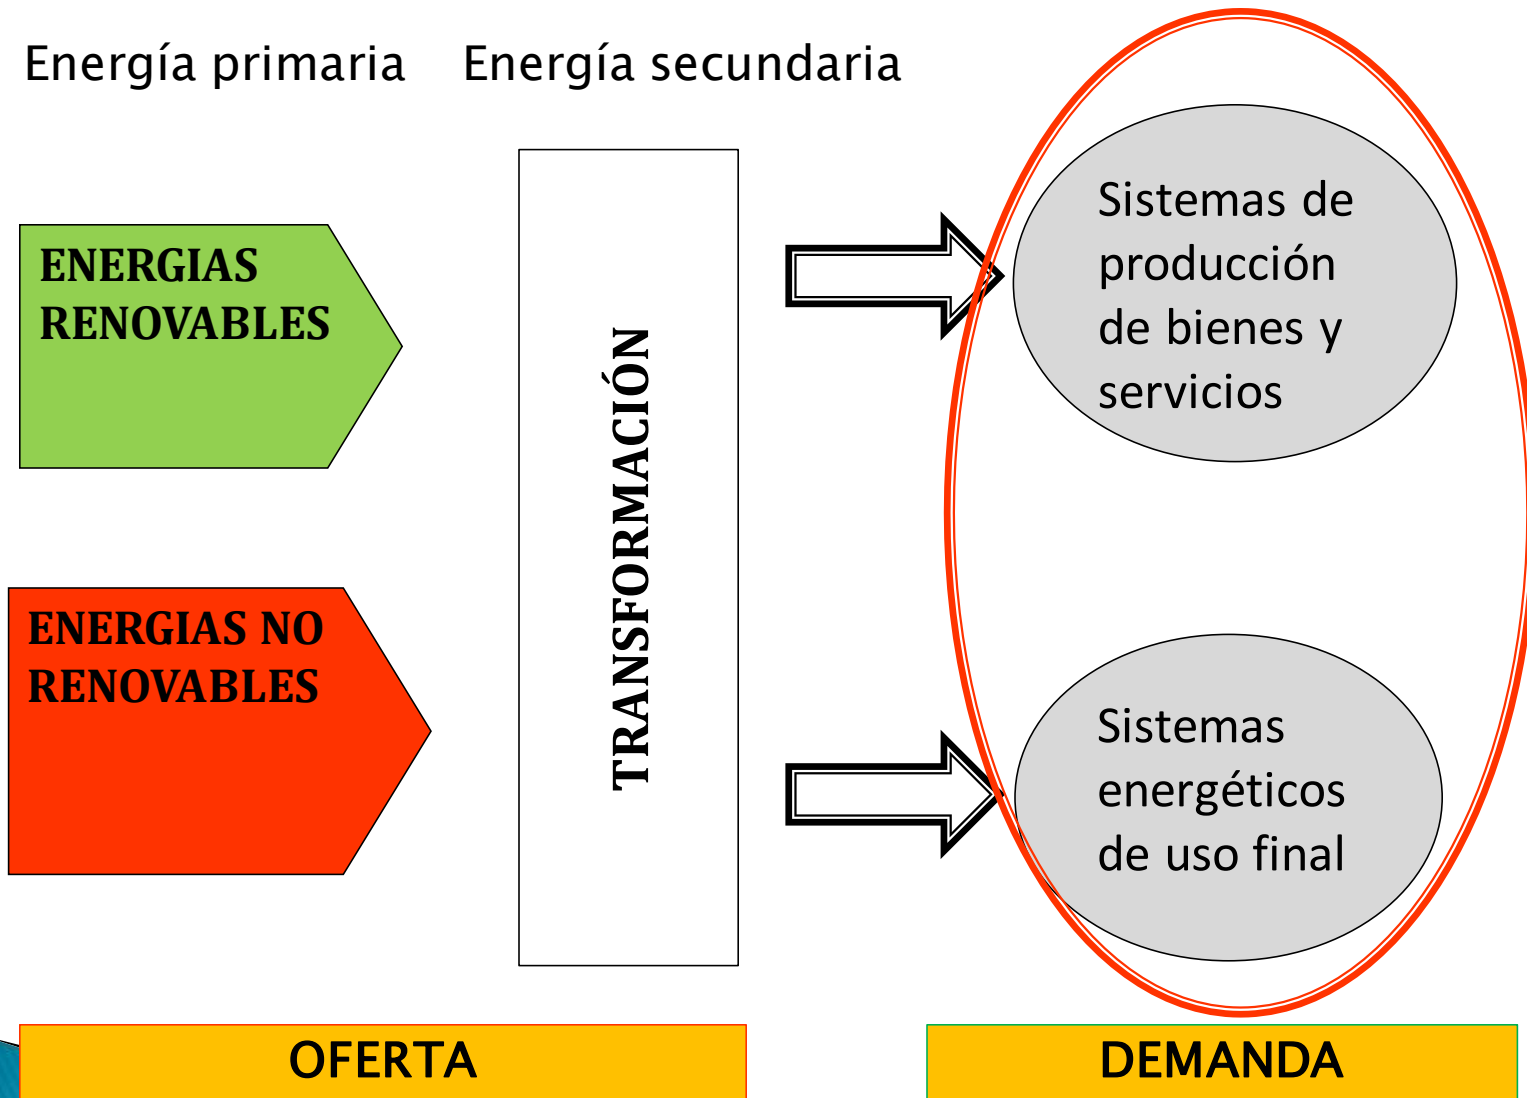 Energía primaria
Energía secundaria
ENERGIAS
RENOVABLES
ENERGIAS NO
RENOVABLES
TRANSFORMACIÓN
Sistemas de
producción
de bienes y
servicios
Sistemas
energéticos
de uso final
OFERTA
DEMANDA